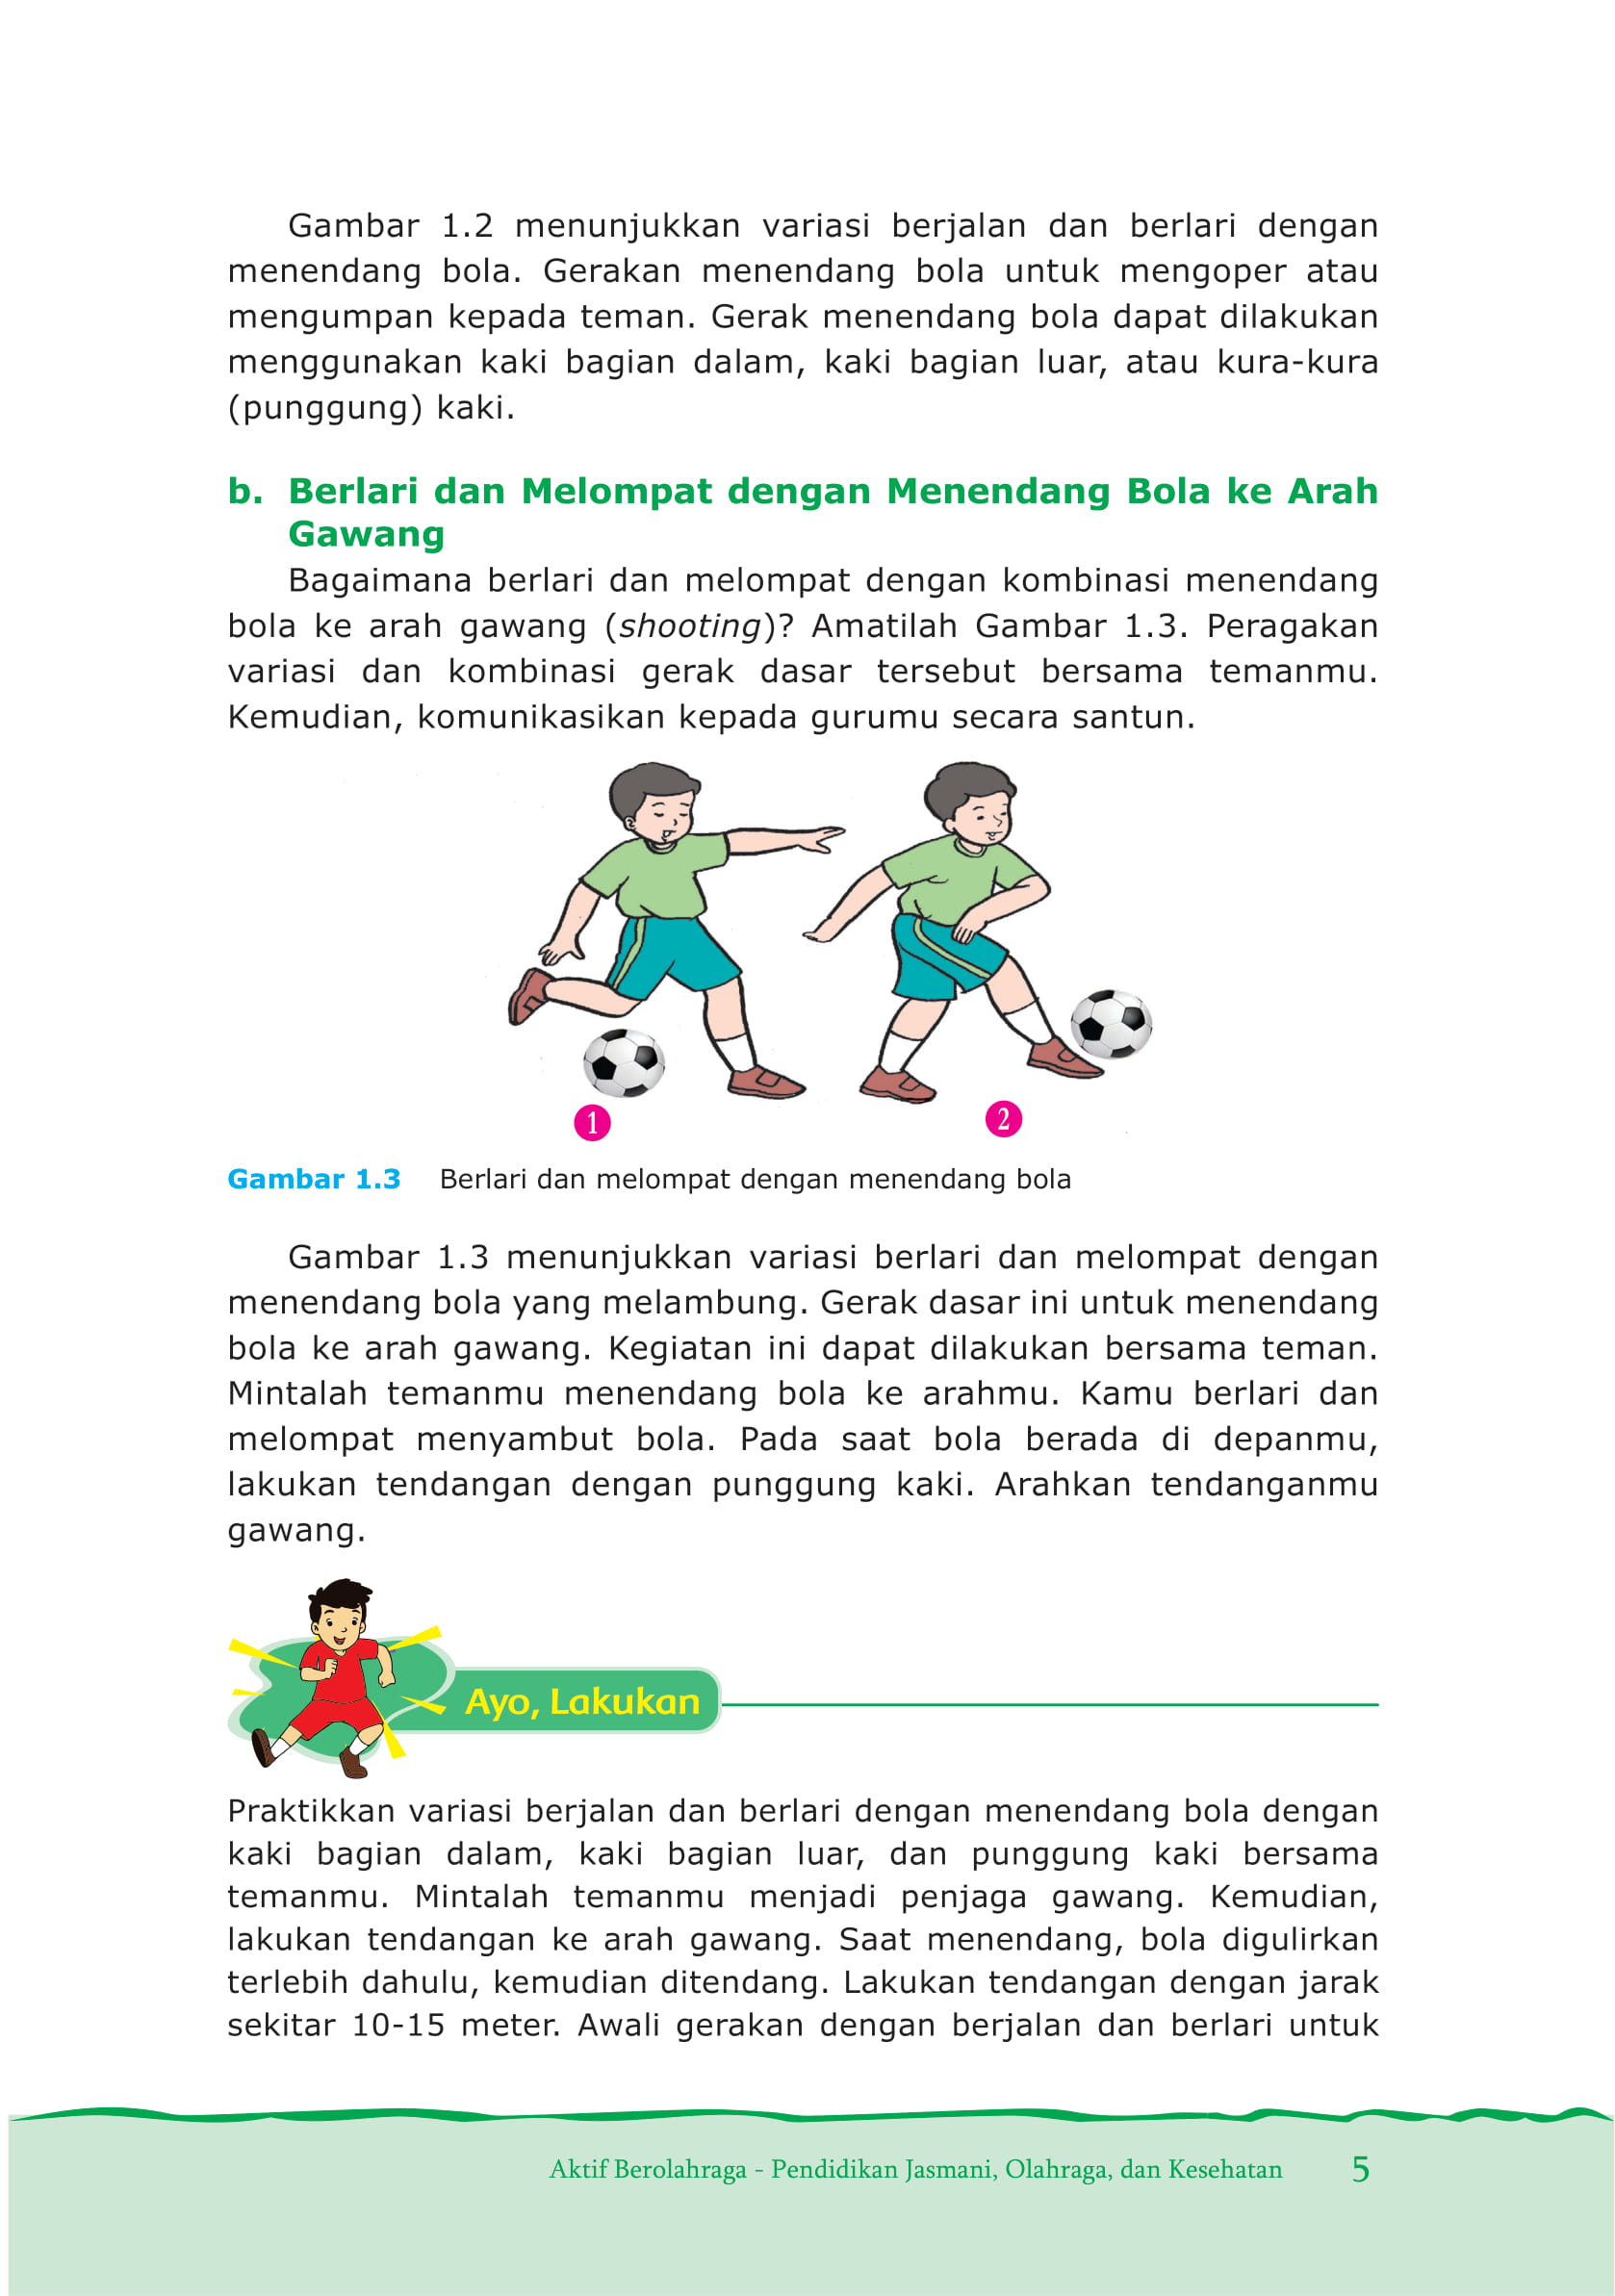 Gambar 1.2 menunjukkan variasi berjalan dan berlari dengan
menendang bola. Gerakan menendang bola untuk mengoper atau
mengumpan kepada teman. Gerak menendang bola dapat dilakukan
menggunakan kaki bagian dalam, kaki bagian luar, atau kura-kura
(punggung) kaki.
b. Berlari dan Melompat dengan Menendang Bola ke Arah
Gawang
Bagaimana berlari dan melompat dengan kombinasi menendang
bola ke arah gawang (shooting)? Amatilah Gambar 1.3. Peragakan
variasi dan kombinasi gerak dasar tersebut bersama temanmu.
Kemudian, komunikasikan kepada gurumu secara santun.
1
2
Gambar 1.3 Berlari dan melompat dengan menendang bola
Gambar 1.3 menunjukkan variasi berlari dan melompat dengan
menendang bola yang melambung. Gerak dasar ini untuk menendang
bola ke arah gawang. Kegiatan ini dapat dilakukan bersama teman.
Mintalah temanmu menendang bola ke arahmu. Kamu berlari dan
melompat menyambut bola. Pada saat bola berada di depanmu,
lakukan tendangan dengan punggung kaki. Arahkan tendanganmu
gawang.
Ayo, Lakukan
Praktikkan variasi berjalan dan berlari dengan menendang bola dengan
kaki bagian dalam, kaki bagian luar, dan punggung kaki bersama
temanmu. Mintalah temanmu menjadi penjaga gawang. Kemudian,
lakukan tendangan ke arah gawang. Saat menendang, bola digulirkan
terlebih dahulu, kemudian ditendang. Lakukan tendangan dengan jarak
sekitar 10-15 meter. Awali gerakan dengan berjalan dan berlari untuk
Aktif Berolahraga - Pendidikan Jasmani, Olahraga, dan Kesehatan 5